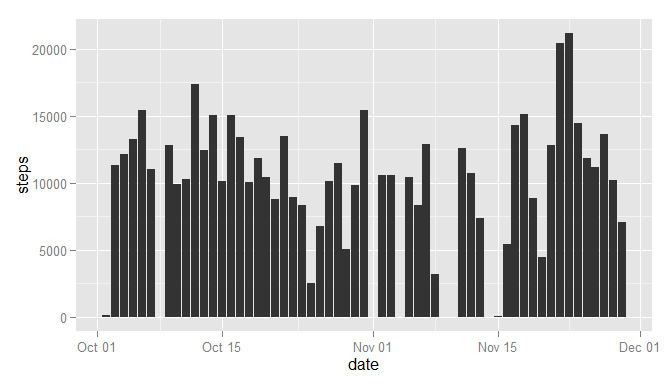 20000
15000
10000
5000
0
steps
Oct 01
Oct 15
Nov 01
Nov 15
Dec 01
date